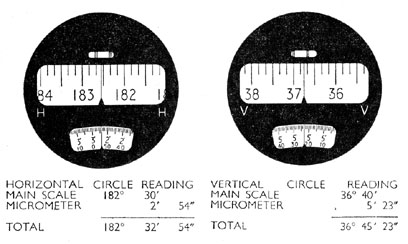 84 183 182 18
H H
HORIZONTAL CIRCLE READING
MAIN SCALE 182° 30'
MICROMETER 2' 54"
TOTAL 182° 32' 54"
38 37 36
V V
VERTICAL CIRCLE READING
MAIN SCALE 36° 40'
MICROMETER 5' 23"
TOTAL 36° 45' 23"